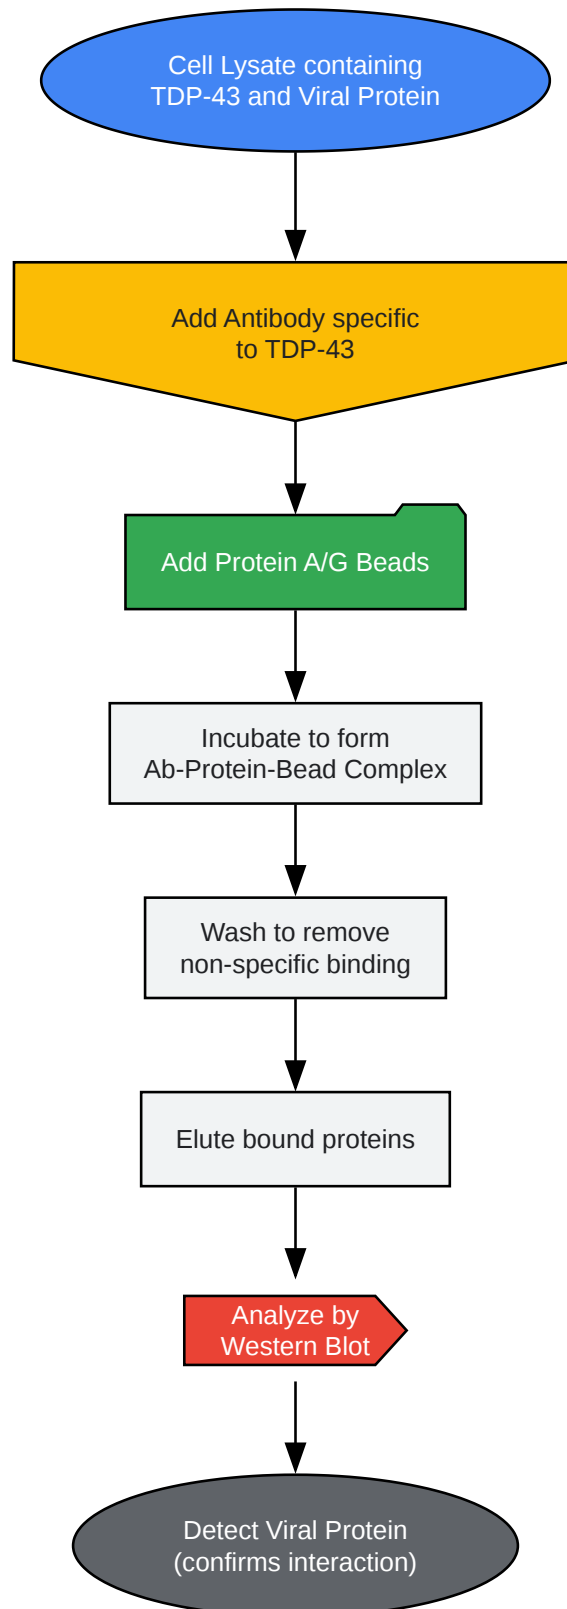 Cell Lysate containing
TDP-43 and Viral Protein
Add Antibody specific
to TDP-43
Add Protein A/G Beads
Incubate to form
Ab-Protein-Bead Complex
Wash to remove
non-specific binding
Elute bound proteins
Analyze by
Western Blot
Detect Viral Protein
(confirms interaction)